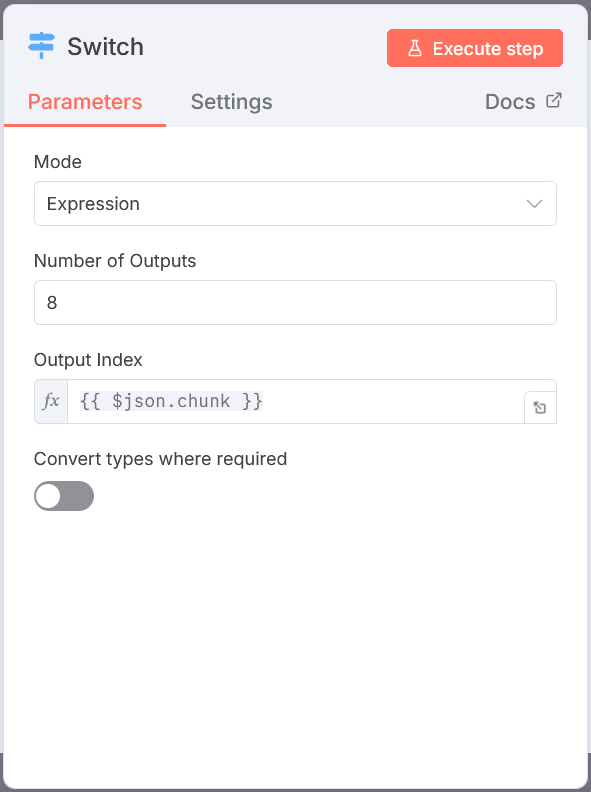 Switch
Execute step
Parameters
Settings
Docs
Mode
Expression
Number of Outputs
8
Output Index
fx
{{ $json.chunk }}
Convert types where required